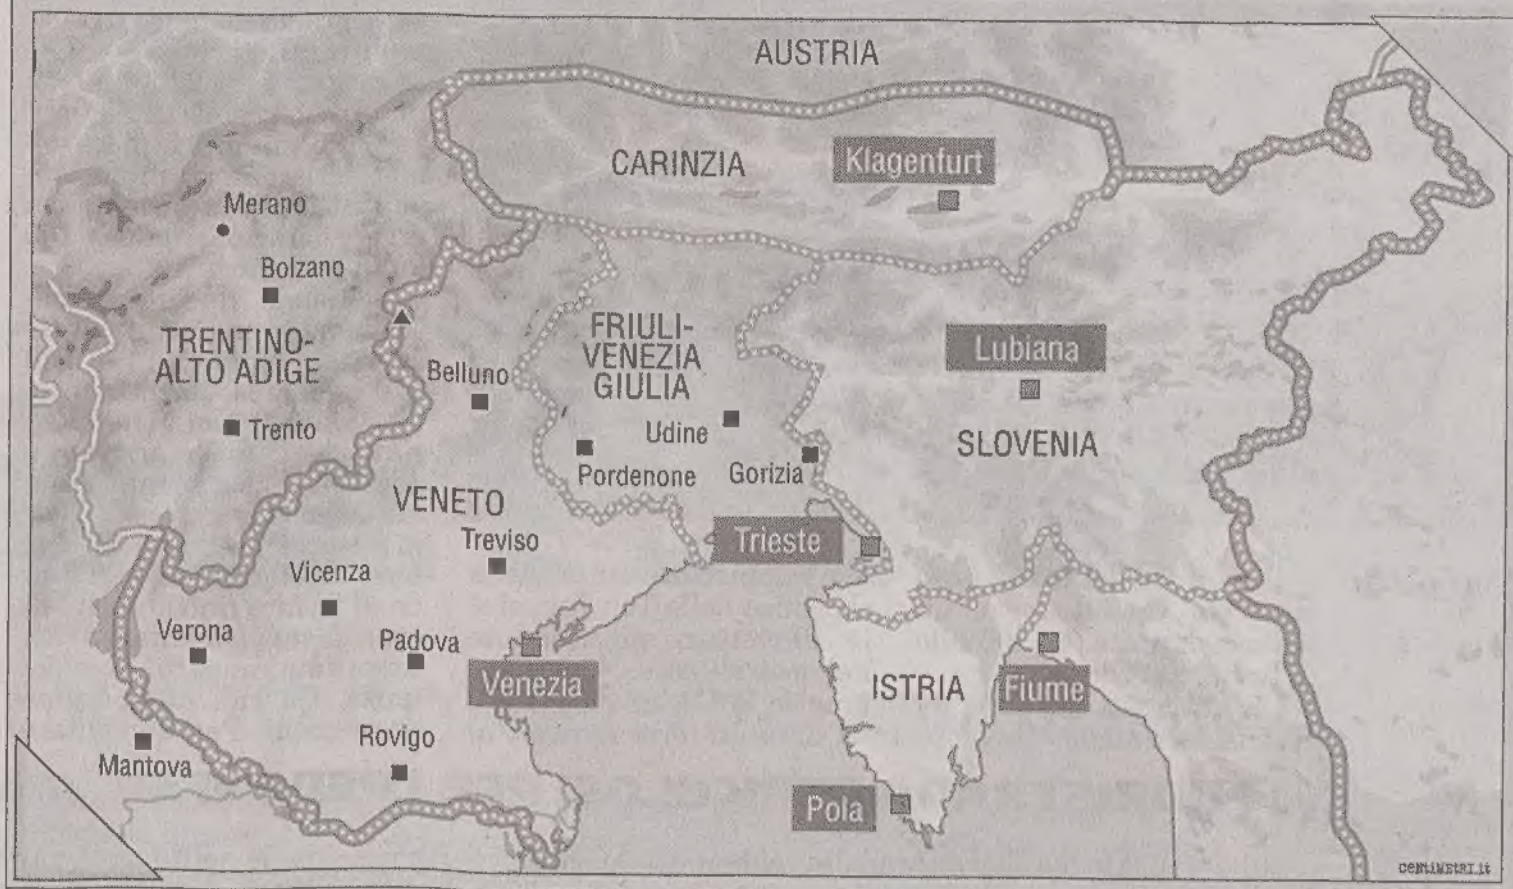 AUSTRIA
CARINZIA
Klagenfurt
Merano
Bolzano
TRENTINO-
ALTO ADIGE
FRIULI-
VENEZIA
GIULIA
Lubiana
Belluno
Trento
Udine
SLOVENIA
Pordenone
Gorizia
VENETO
Treviso
Trieste
Vicenza
Verona
Padova
Venezia
ISTRIA
Fiume
Rovigo
Mantova
Pola
CENTIMETRI.it